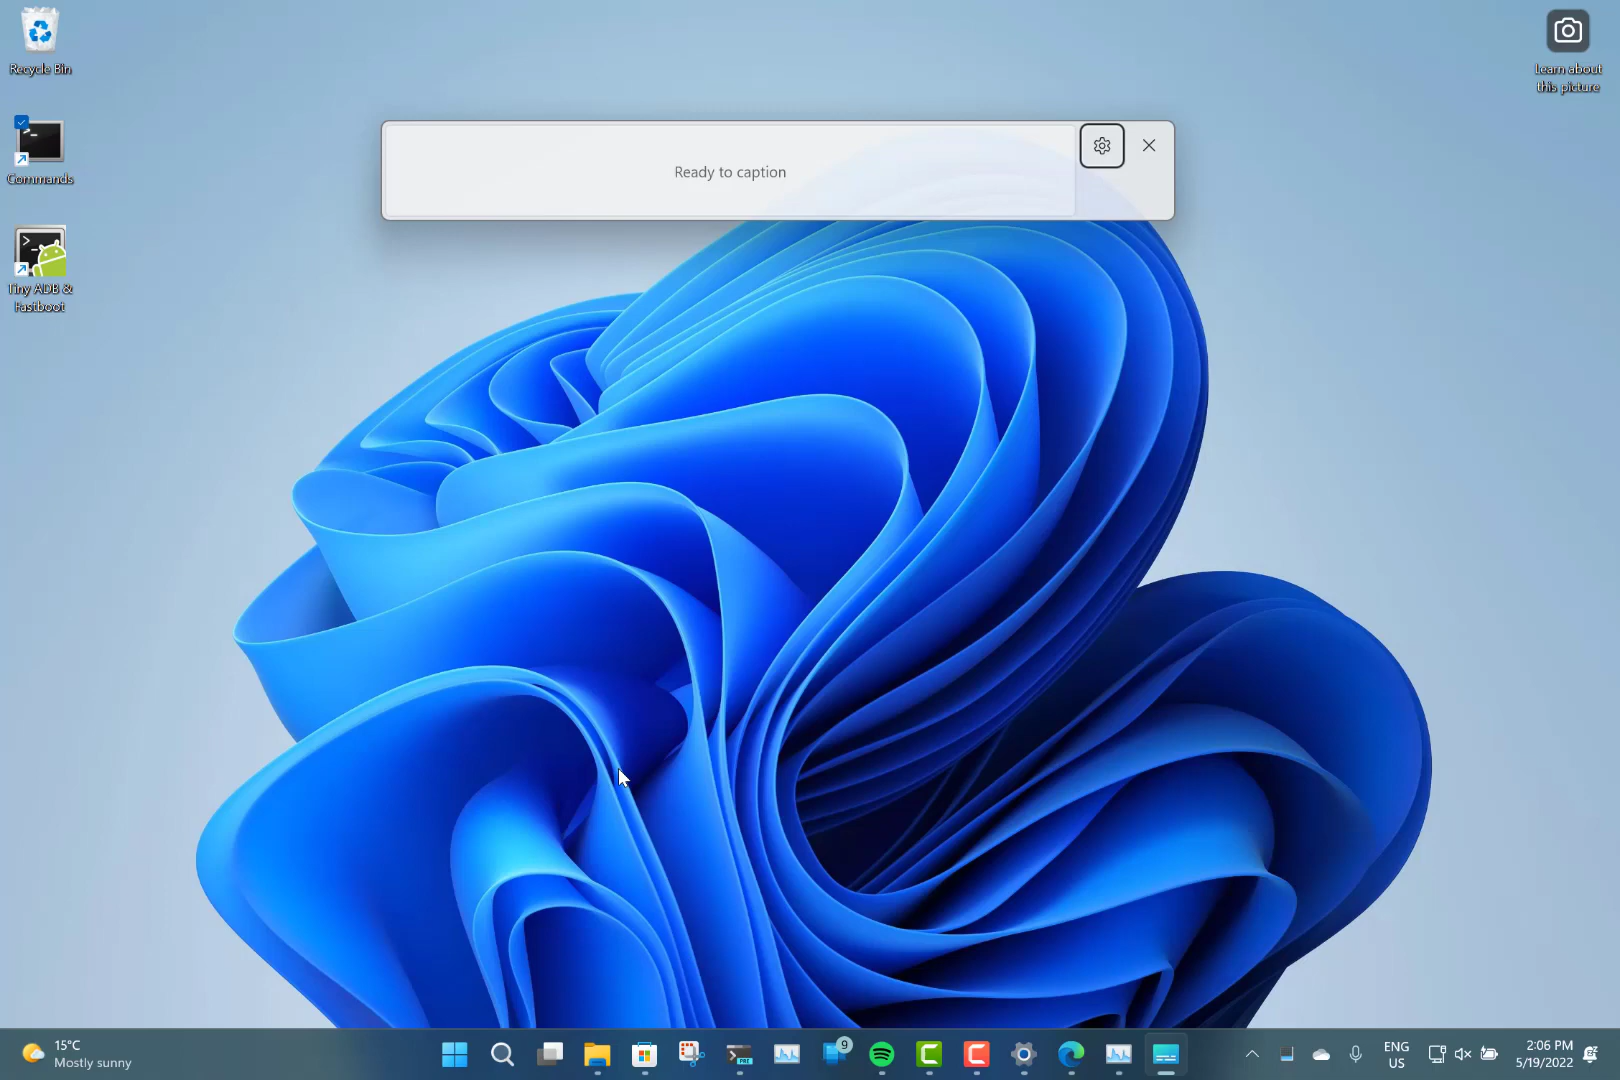 Recycle Bin
Learn about
this picture
Commands
Ready to caption
Tiny ADB &
Fastboot
15°C
Mostly sunny
PRE
9
ENG
US
2:06 PM
5/19/2022